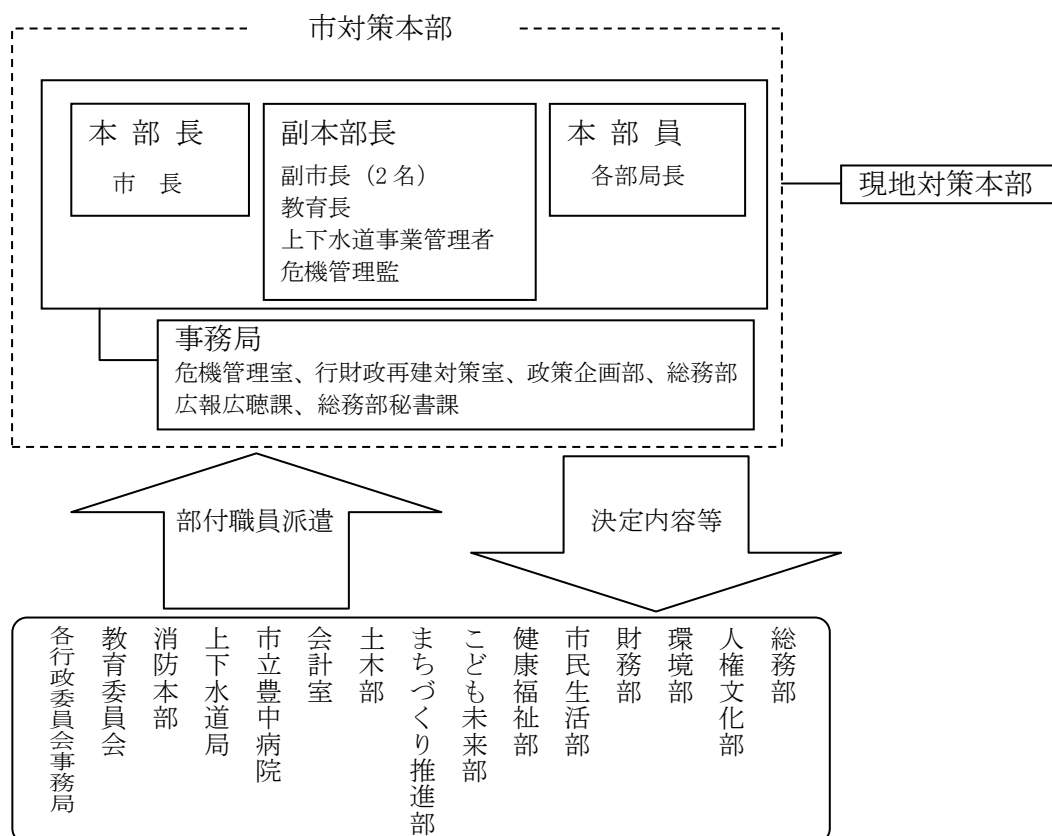 市対策本部
本 部 長
市 長
副本部長
副市長（2 名）
教育長
上下水道事業管理者
危機管理監
本 部 員
各部局長
現地対策本部
事務局
危機管理室、行財政再建対策室、政策企画部、総務部
広報広聴課、総務部秘書課
部付職員派遣
決定内容等
総務部
人権文化部
環境部
財務部
市民生活部
健康福祉部
こども未来部
まちづくり推進部
土木部
会計室
市立豊中病院
上下水道局
消防本部
教育委員会
各行政委員会事務局